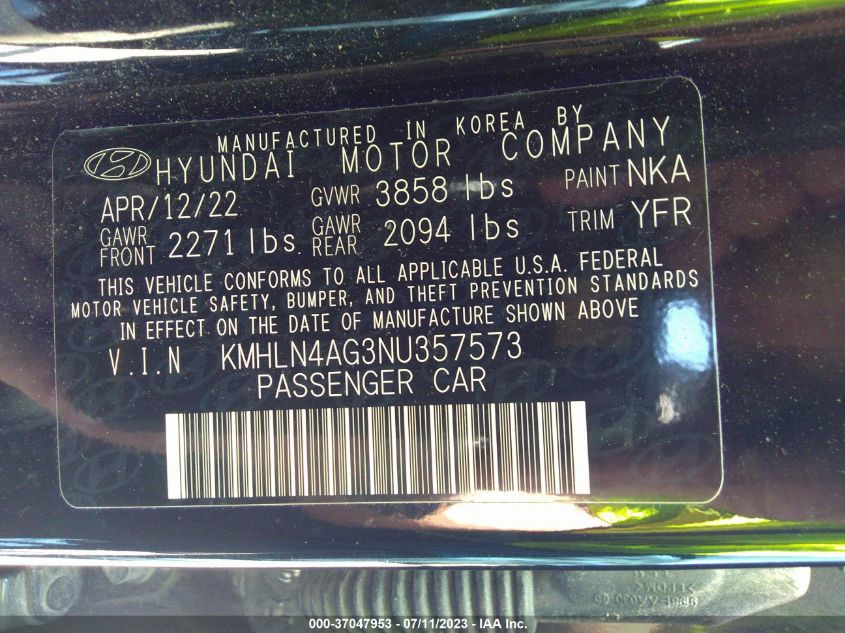 MANUFACTURED IN KOREA BY
HYUNDAI MOTOR COMPANY
APR/12/22 GVWR 3858 lbs PAINT NKA
GAWR FRONT 2271 lbs GAWR REAR 2094 lbs TRIM YFR
THIS VEHICLE CONFORMS TO ALL APPLICABLE U.S.A. FEDERAL
MOTOR VEHICLE SAFETY, BUMPER, AND THEFT PREVENTION STANDARDS
IN EFFECT ON THE DATE OF MANUFACTURE SHOWN ABOVE
V.I.N KMHLN4AG3NU357573
PASSENGER CAR
000-37047953 - 07/11/2023 - IAA Inc.